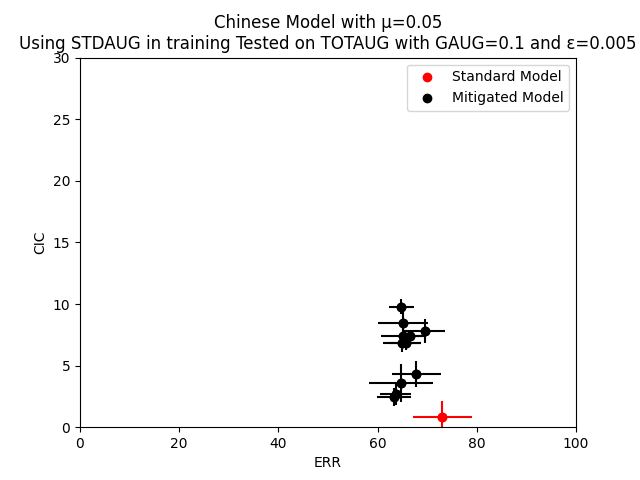 Chinese Model with μ=0.05
Using STDAUG in training Tested on TOTAUG with GAUG=0.1 and ε=0.005
Standard Model
Mitigated Model
30
25
20
15
10
5
0
CIC
0 20 40 60 80 100
ERR